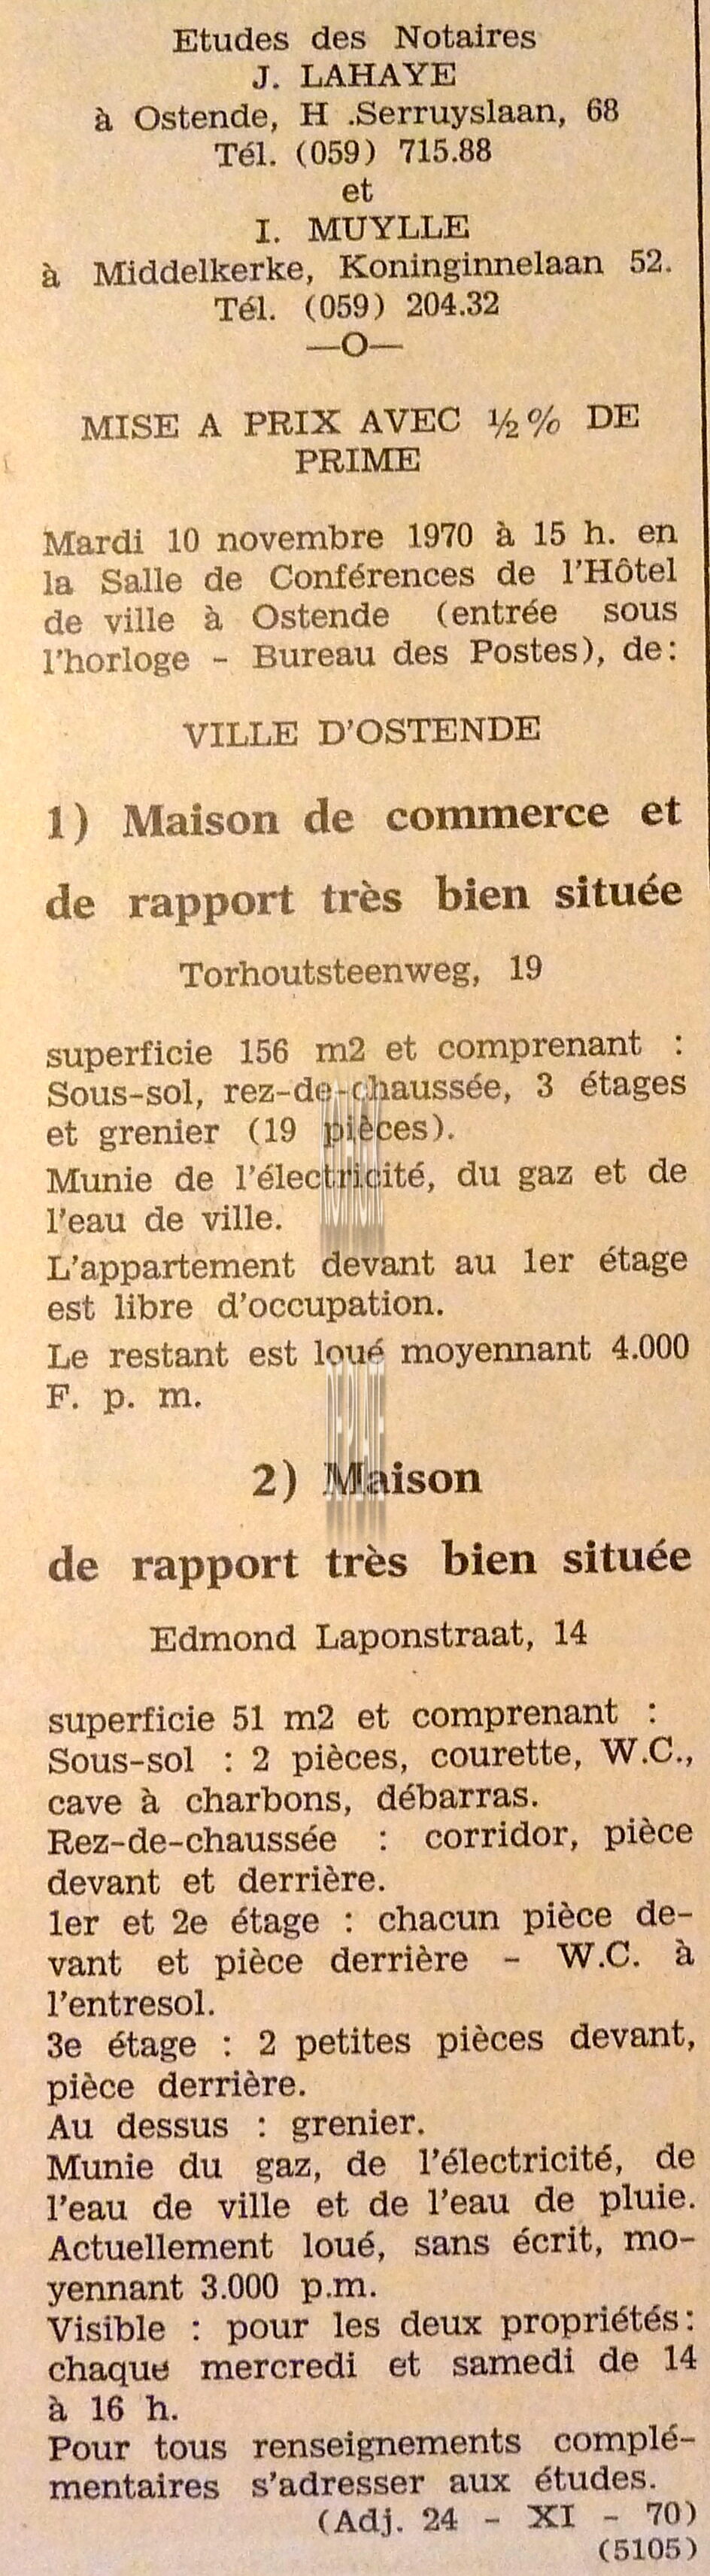 Etudes des Notaires
J. LAHAYE
à Ostende, H .Serruyslaan, 68
Tél. (059) 715.88
et
I. MUYLLE
à Middelkerke, Koninginnelaan 52.
Tél. (059) 204.32
—O—
MISE A PRIX AVEC ½% DE
PRIME
Mardi 10 novembre 1970 à 15 h. en
la Salle de Conférences de l'Hôtel
de ville à Ostende (entrée sous
l'horloge - Bureau des Postes), de:
VILLE D'OSTENDE
1) Maison de commerce et
de rapport très bien située
Torhoutsteenweg, 19
superficie 156 m2 et comprenant :
Sous-sol, rez-de-chaussée, 3 étages
et grenier (19 pièces).
Munie de l'électricité, du gaz et de
l'eau de ville.
L'appartement devant au 1er étage
est libre d'occupation.
Le restant est loué moyennant 4.000
F. p. m.
2) Maison
de rapport très bien située
Edmond Laponstraat, 14
superficie 51 m2 et comprenant :
Sous-sol : 2 pièces, courette, W.C.,
cave à charbons, débarras.
Rez-de-chaussée : corridor, pièce
devant et derrière.
1er et 2e étage : chacun pièce de-
vant et pièce derrière - W.C. à
l'entresol.
3e étage : 2 petites pièces devant,
pièce derrière.
Au dessus : grenier.
Munie du gaz, de l'électricité, de
l'eau de ville et de l'eau de pluie.
Actuellement loué, sans écrit, mo-
yennant 3.000 p.m.
Visible : pour les deux propriétés:
chaque mercredi et samedi de 14
à 16 h.
Pour tous renseignements complé-
mentaires s'adresser aux études.
(Adj. 24 - XI - 70)
(5105)